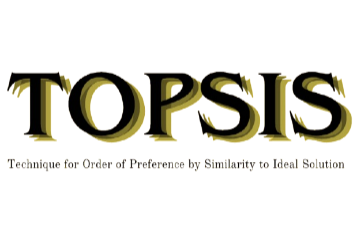 TOPSIS
Technique for Order of Preference by Similarity to Ideal Solution